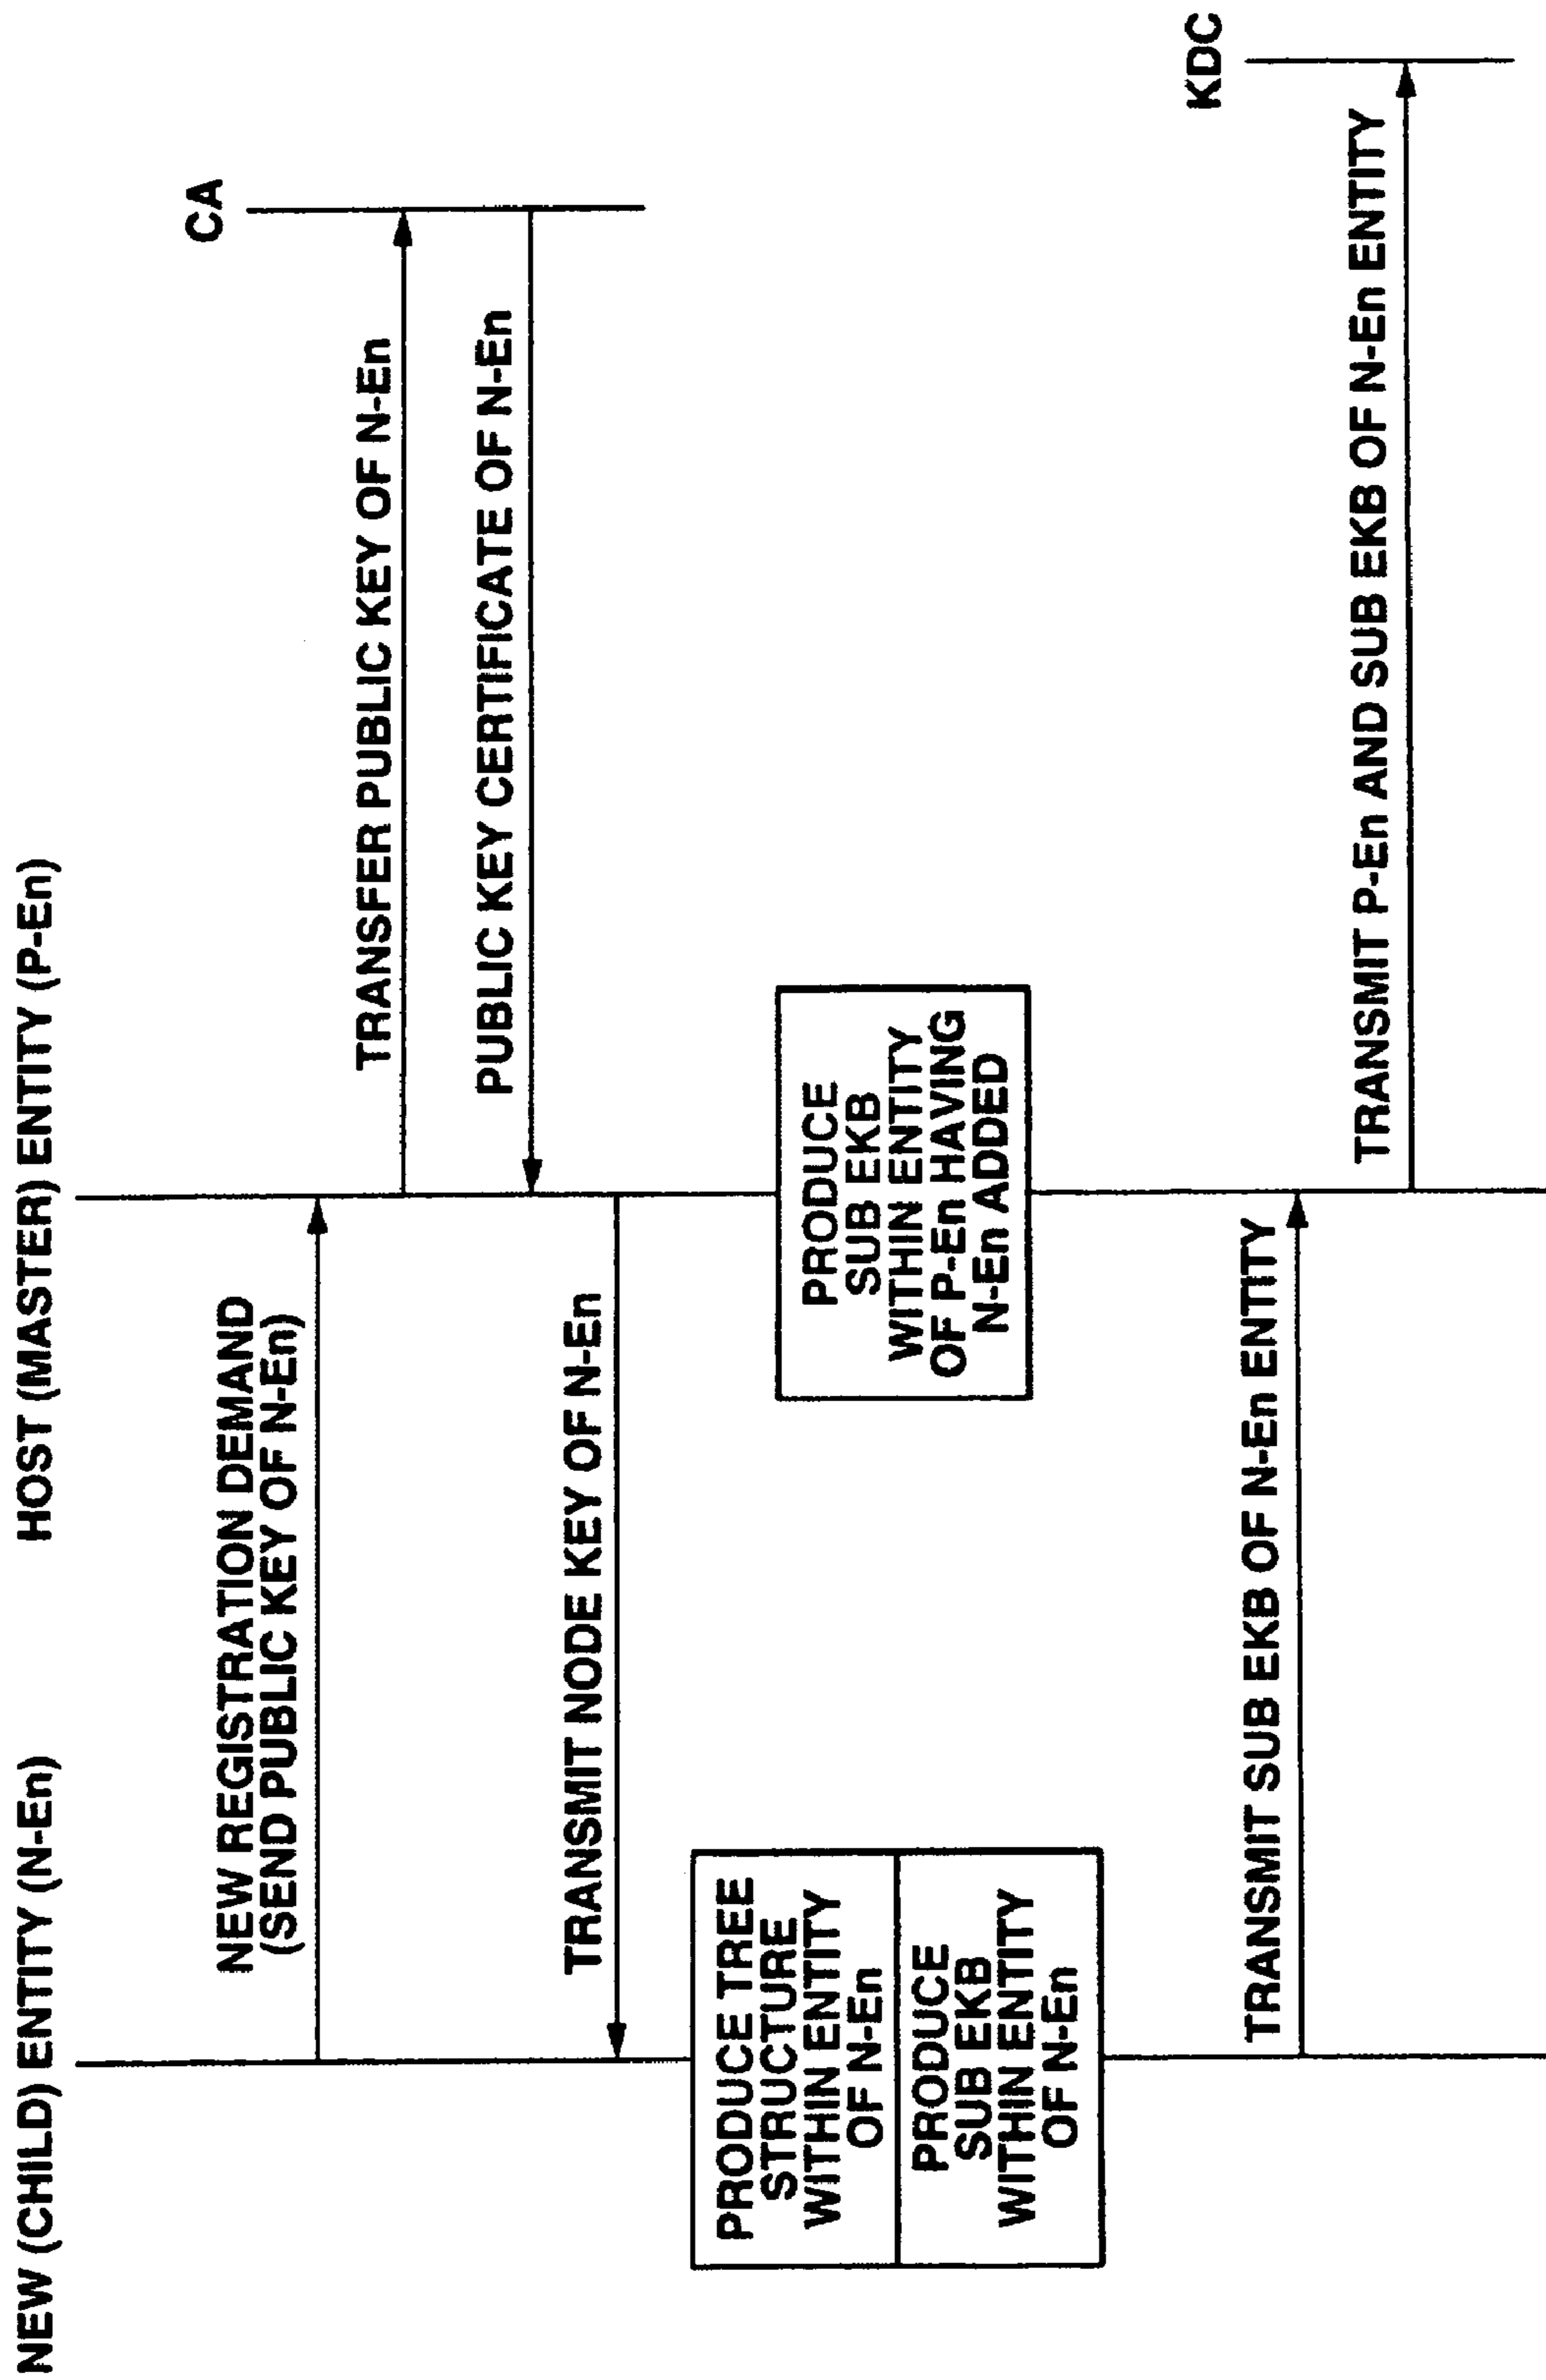 NEW (CHILD) ENTITY (N-En)
HOST (MASTER) ENTITY (P-En)
CA
NEW REGISTRATION DEMAND
(SEND PUBLIC KEY OF N-En)
TRANSFER PUBLIC KEY OF N-En
PUBLIC KEY CERTIFICATE OF N-En
TRANSMIT NODE KEY OF N-En
PRODUCE TREE
STRUCTURE
WITHIN ENTITY
OF N-En
PRODUCE
SUB EKB
WITHIN ENTITY
OF N-En
PRODUCE
SUB EKB
WITHIN ENTITY
OF P-En HAVING
N-En ADDED
KDC
TRANSMIT SUB EKB OF N-En ENTITY
TRANSMIT P-En AND SUB EKB OF N-En ENTITY